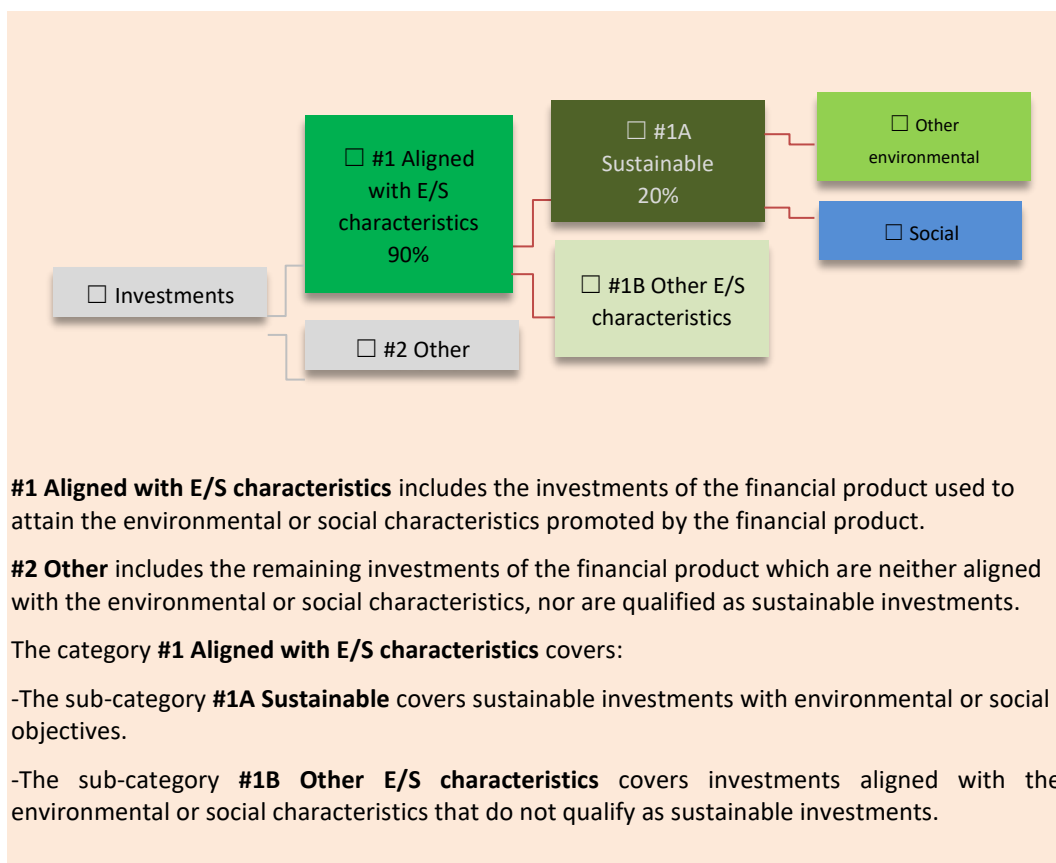 ☐ #1 Aligned
with E/S
characteristics
90%
☐ #1A
Sustainable
20%
☐ Other
environmental
☐ Social
☐ Investments
☐ #1B Other E/S
characteristics
☐ #2 Other
#1 Aligned with E/S characteristics includes the investments of the financial product used to
attain the environmental or social characteristics promoted by the financial product.
#2 Other includes the remaining investments of the financial product which are neither aligned
with the environmental or social characteristics, nor are qualified as sustainable investments.
The category #1 Aligned with E/S characteristics covers:
-The sub-category #1A Sustainable covers sustainable investments with environmental or social
objectives.
-The sub-category #1B Other E/S characteristics covers investments aligned with the
environmental or social characteristics that do not qualify as sustainable investments.